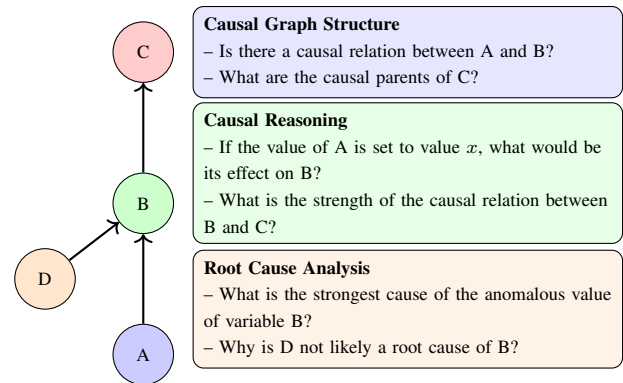 C
B
D
A
Causal Graph Structure
– Is there a causal relation between A and B?
– What are the causal parents of C?
Causal Reasoning
– If the value of A is set to value x, what would be
its effect on B?
– What is the strength of the causal relation between
B and C?
Root Cause Analysis
– What is the strongest cause of the anomalous value
of variable B?
– Why is D not likely a root cause of B?